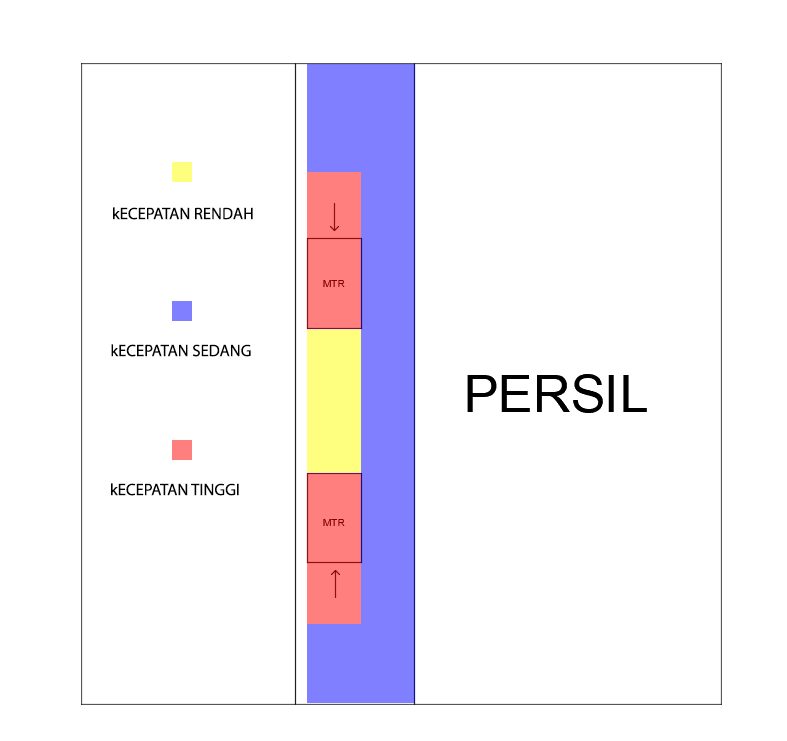 kECEPATAN RENDAH
kECEPATAN SEDANG
kECEPATAN TINGGI
MTR
MTR
PERSIL